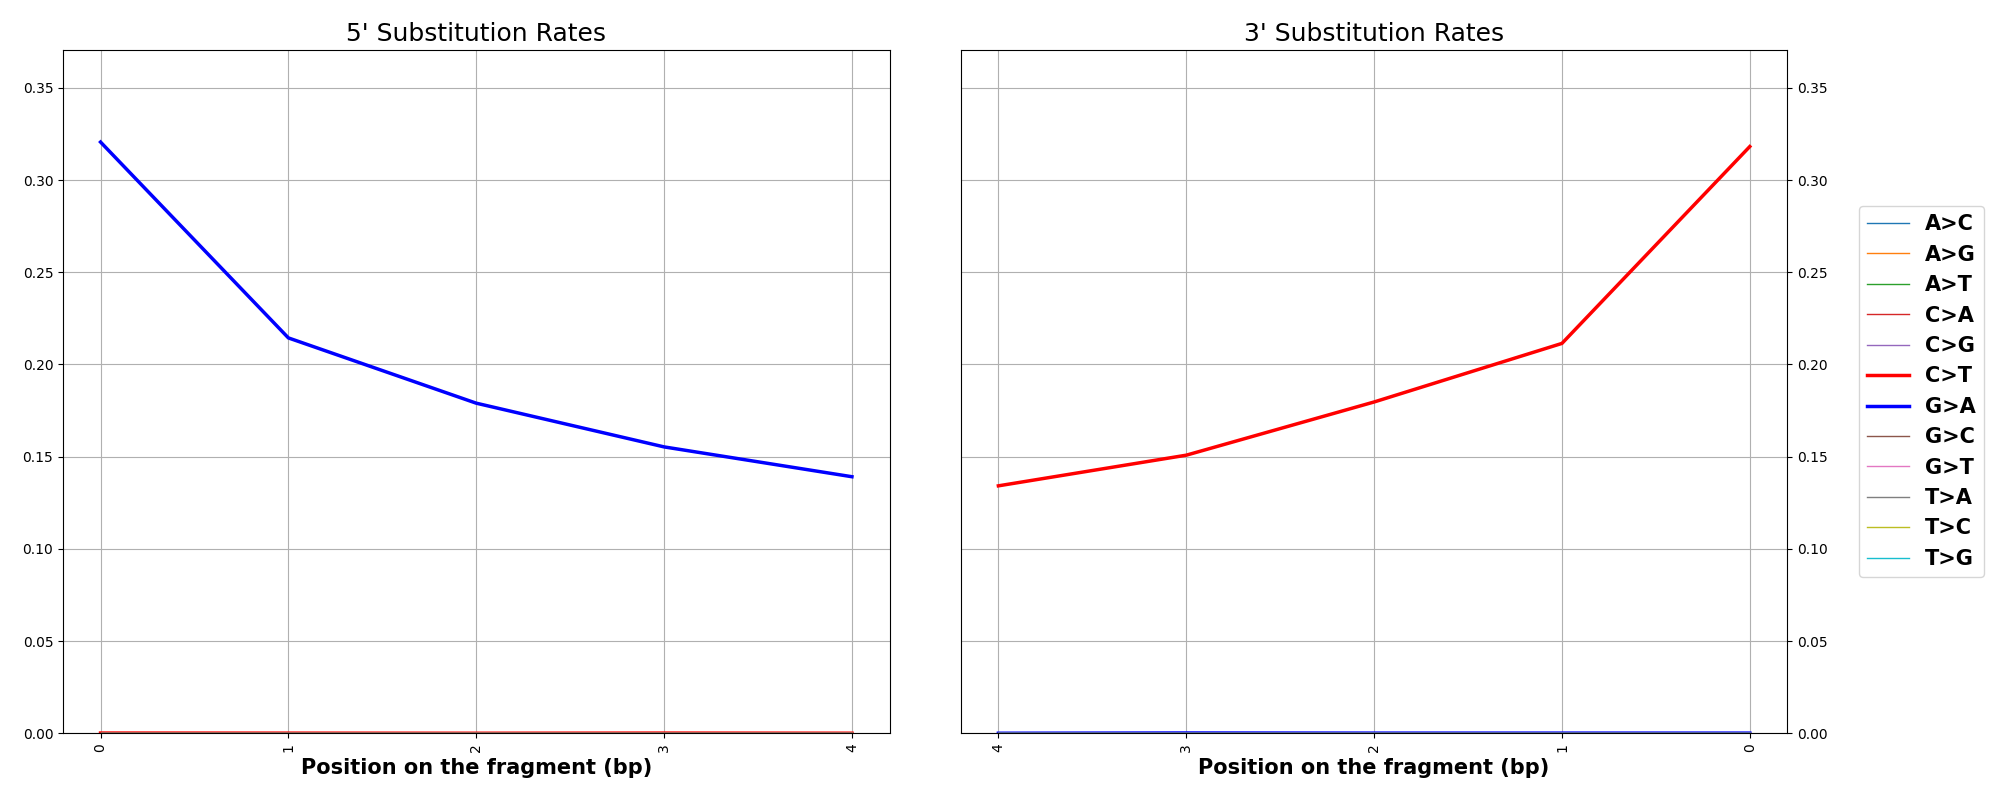 5' Substitution Rates
0.35
0.30
0.25
0.20
0.15
0.10
0.05
0.00
0
1
2
3
4
Position on the fragment (bp)
3' Substitution Rates
0.35
0.30
0.25
0.20
0.15
0.10
0.05
0.00
4
3
2
1
0
Position on the fragment (bp)
A>C
A>G
A>T
C>A
C>G
C>T
G>A
G>C
G>T
T>A
T>C
T>G